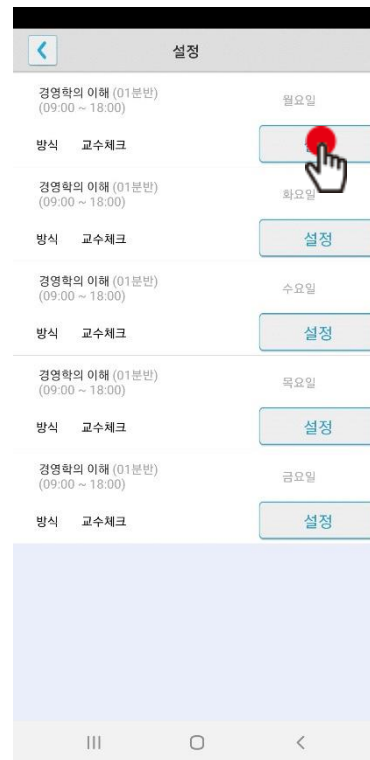 설정
경영학의 이해 (01분반)
(09:00 ~ 18:00)
월요일
방식 교수체크
경영학의 이해 (01분반)
(09:00 ~ 18:00)
화요일
방식 교수체크
설정
경영학의 이해 (01분반)
(09:00 ~ 18:00)
수요일
방식 교수체크
설정
경영학의 이해 (01분반)
(09:00 ~ 18:00)
목요일
방식 교수체크
설정
경영학의 이해 (01분반)
(09:00 ~ 18:00)
금요일
방식 교수체크
설정